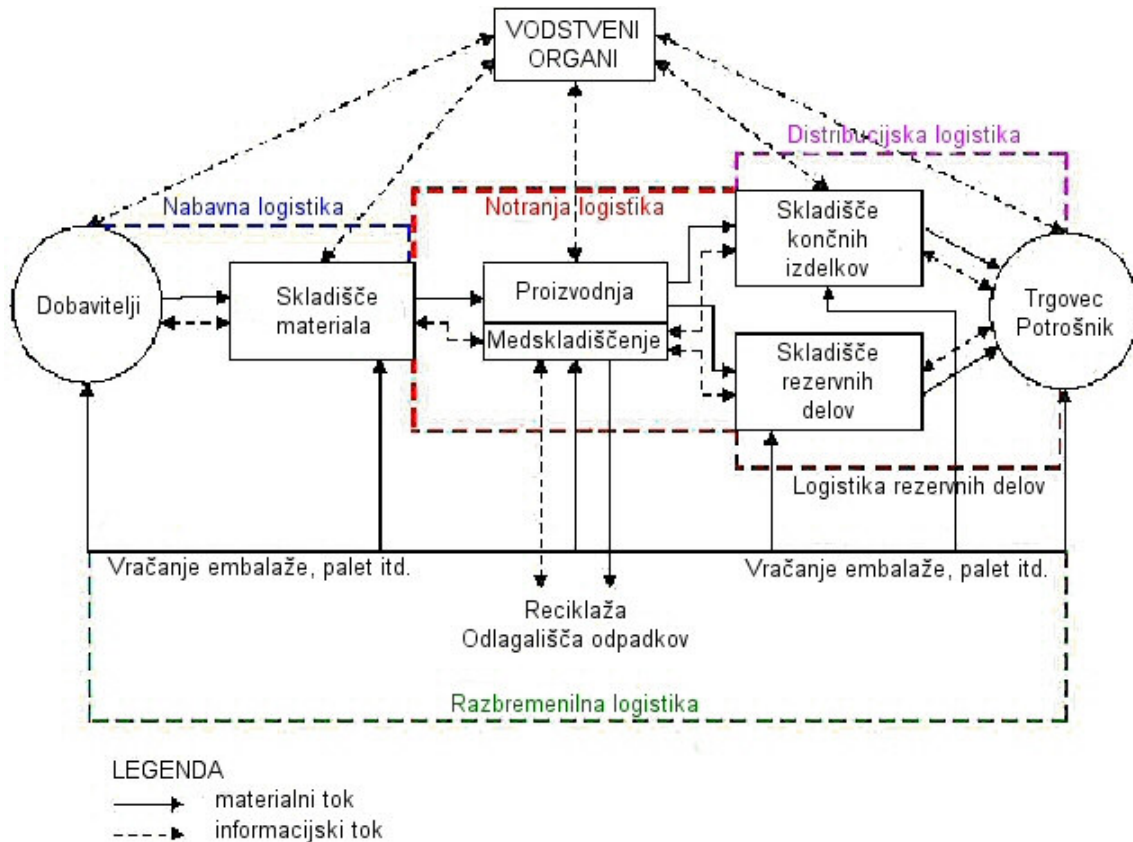 VODSTVENI
ORGANI
Distribucijska logistika
Nabavna logistika
Notranja logistika
Skladišče
končnih
izdelkov
Dobavitelji
Skladišče
materiala
Proizvodnja
Medskladiščenje
Trgovec
Potrošnik
Skladišče
rezervnih
delov
Logistika rezervnih delov
Vračanje embalaže, palet itd.
Vračanje embalaže, palet itd.
Reciklaža
Odlagališča odpadkov
Razbremenilna logistika
LEGENDA
materialni tok
informacijski tok